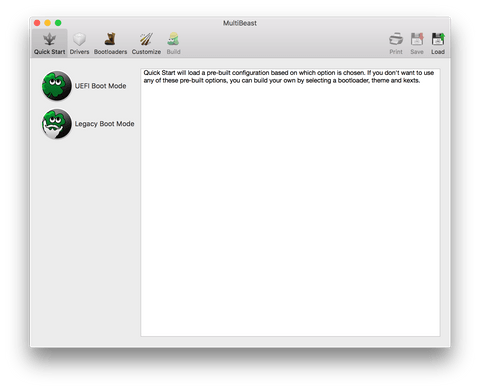 MultiBeast
Quick Start Drivers Bootloaders Customize Build Print Save Load
UEFI Boot Mode
Legacy Boot Mode
Quick Start will load a pre-built configuration based on which option is chosen. If you don't want to use
any of these pre-built options, you can build your own by selecting a bootloader, theme and kexts.